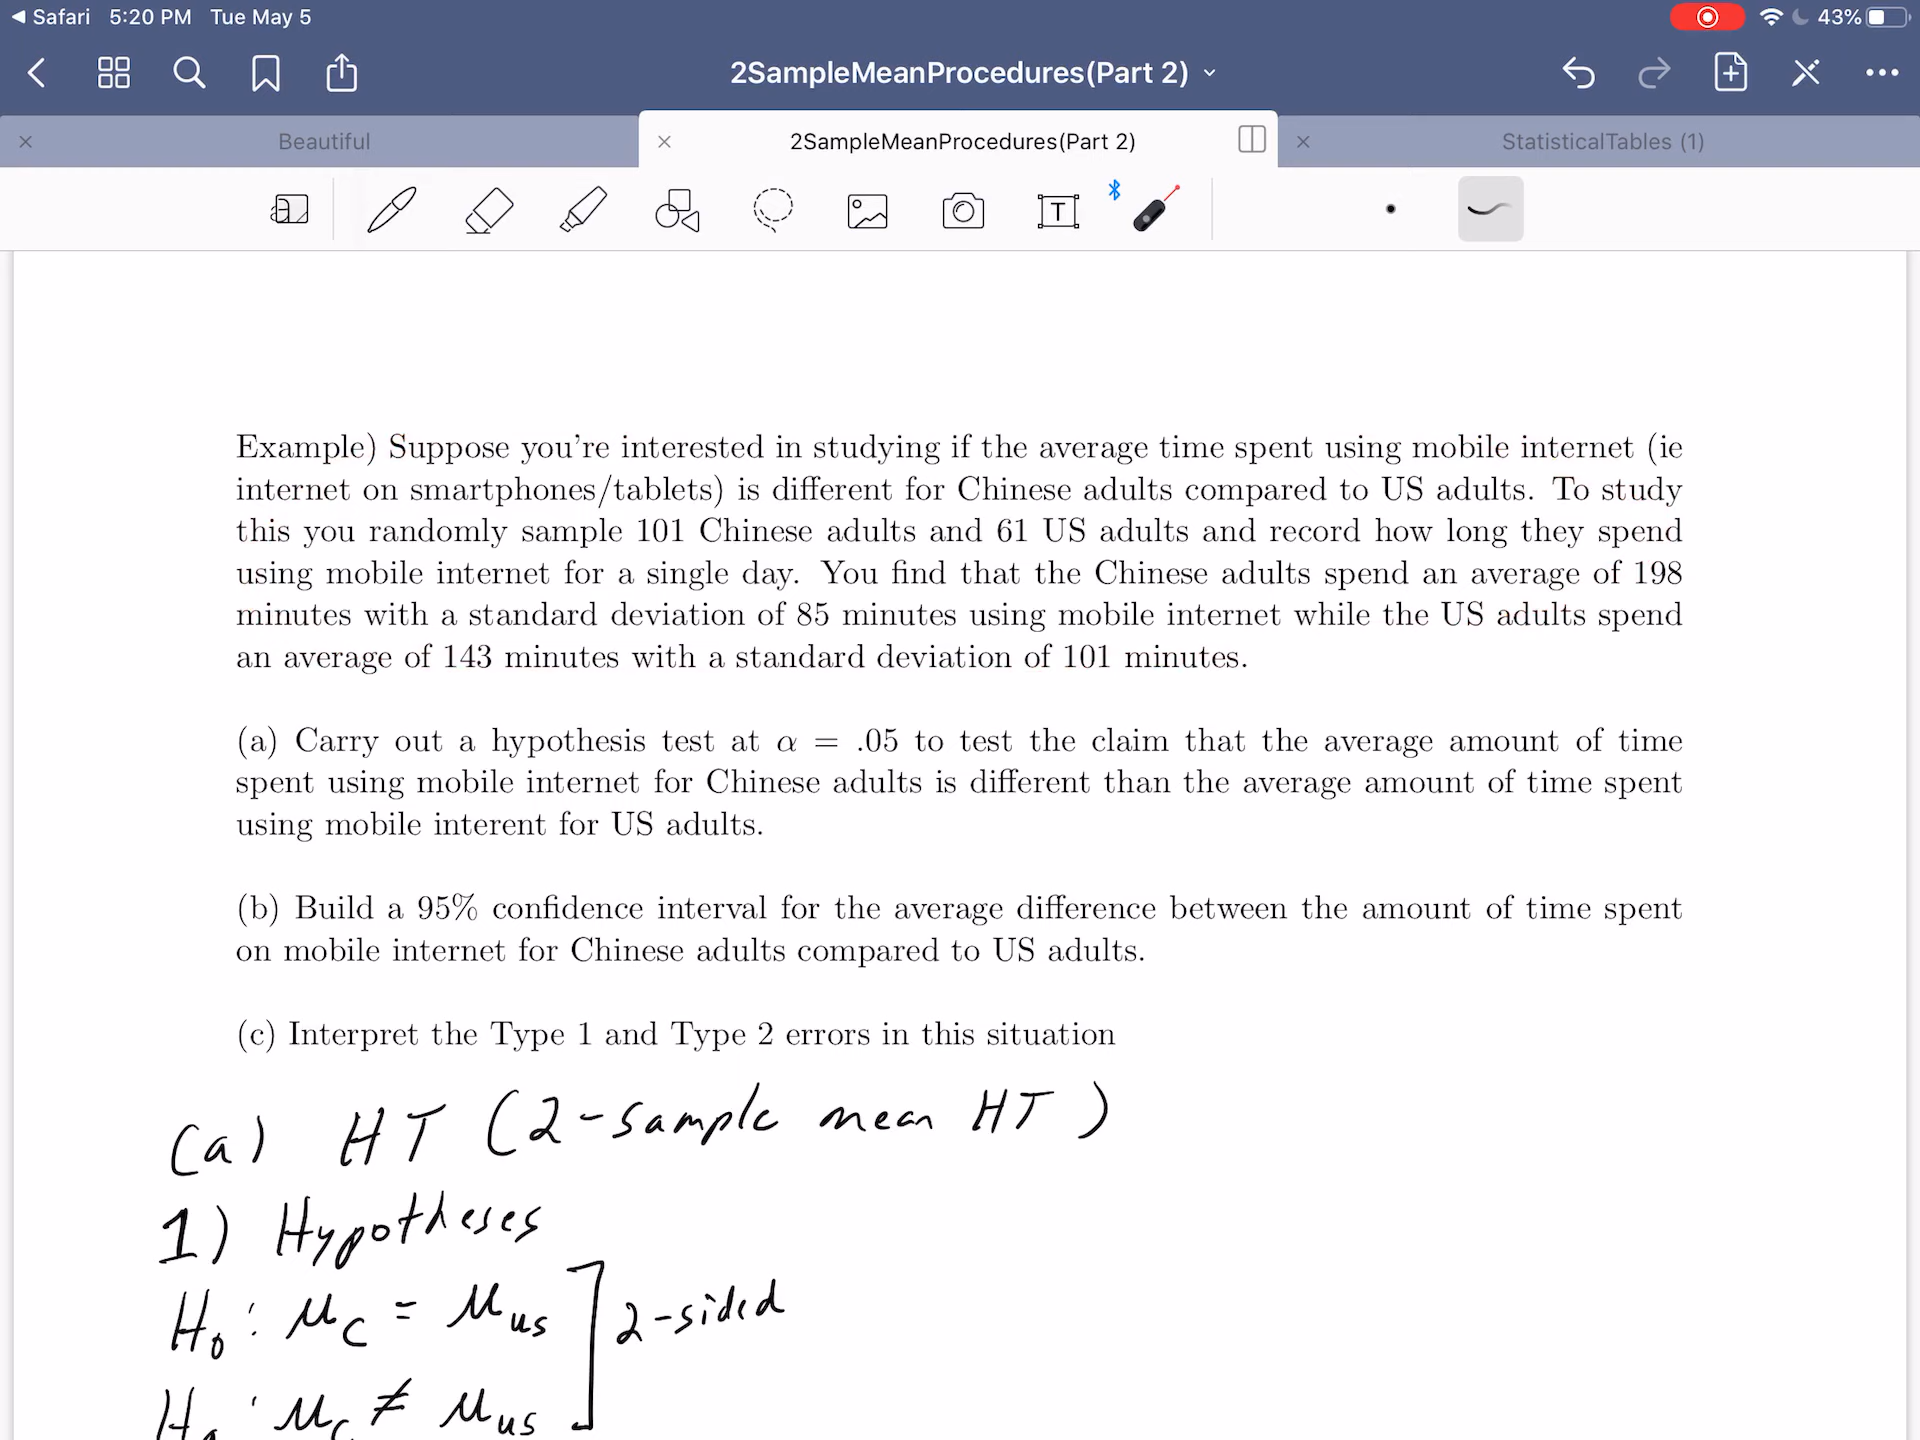 Safari 5:20 PM Tue May 5 43%
2SampleMeanProcedures(Part 2)
Beautiful 2SampleMeanProcedures(Part 2) StatisticalTables (1)
a T
Example) Suppose you're interested in studying if the average time spent using mobile internet (ie
internet on smartphones/tablets) is different for Chinese adults compared to US adults. To study
this you randomly sample 101 Chinese adults and 61 US adults and record how long they spend
using mobile internet for a single day. You find that the Chinese adults spend an average of 198
minutes with a standard deviation of 85 minutes using mobile internet while the US adults spend
an average of 143 minutes with a standard deviation of 101 minutes.
(a) Carry out a hypothesis test at α = .05 to test the claim that the average amount of time
spent using mobile internet for Chinese adults is different than the average amount of time spent
using mobile interent for US adults.
(b) Build a 95% confidence interval for the average difference between the amount of time spent
on mobile internet for Chinese adults compared to US adults.
(c) Interpret the Type 1 and Type 2 errors in this situation
(a) HT (2-sample mean HT)
1) Hypotheses
H₀: μ_C = μ_us ] 2-sided
Hₐ: μ_C ≠ μ_us